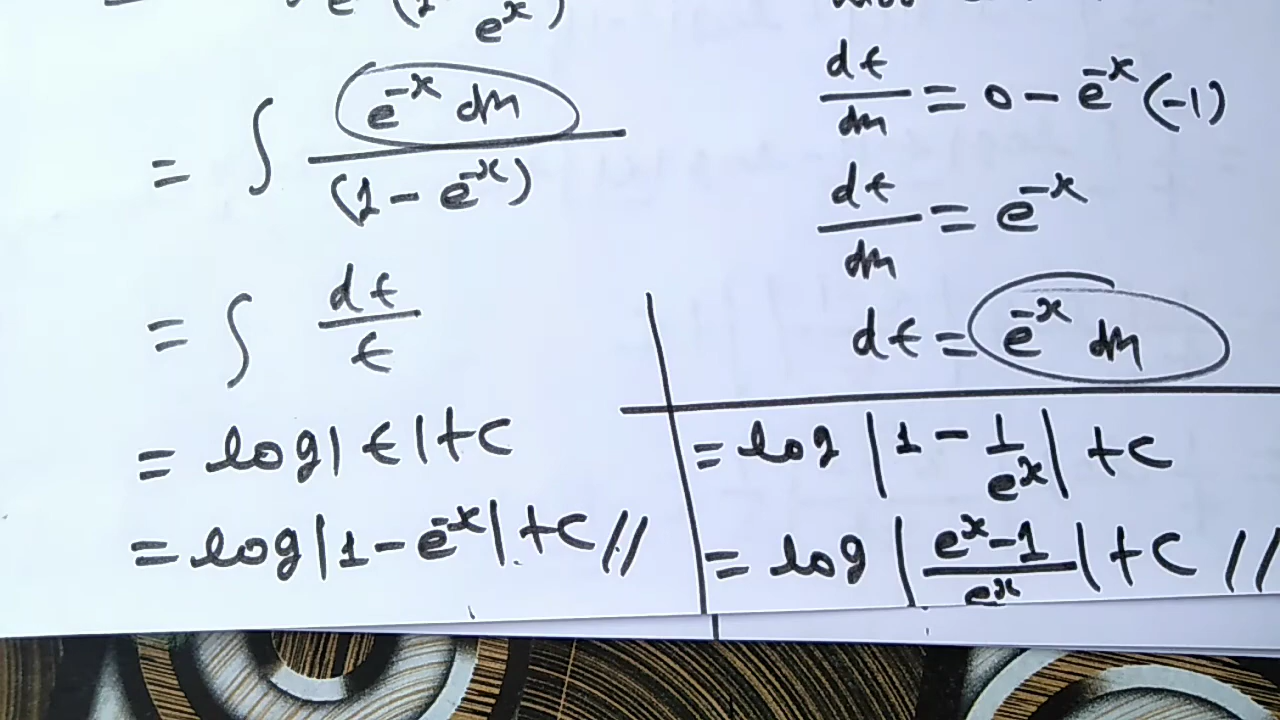 e^x)
= ∫ e^-x dx / (1 - e^-x)
= ∫ dt / t
= log|t| + c
= log|1 - e^-x| + c //
dt/dx = 0 - e^-x (-1)
dt/dx = e^-x
dt = e^-x dx
= log |1 - 1/e^x| + c
= log |(e^x - 1)/e^x| + c //